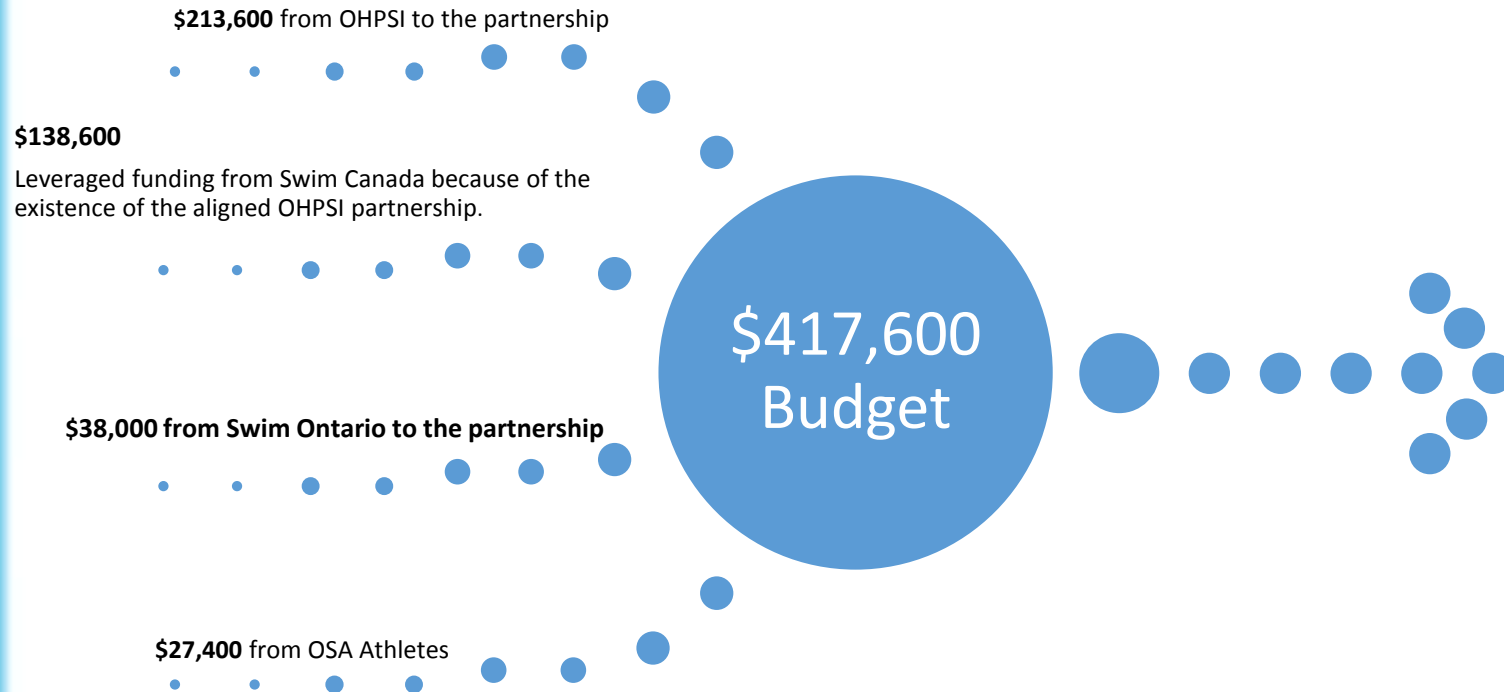 $213,600 from OHPSI to the partnership
$138,600
Leveraged funding from Swim Canada because of the
existence of the aligned OHPSI partnership.
$417,600
Budget
$38,000 from Swim Ontario to the partnership
$27,400 from OSA Athletes